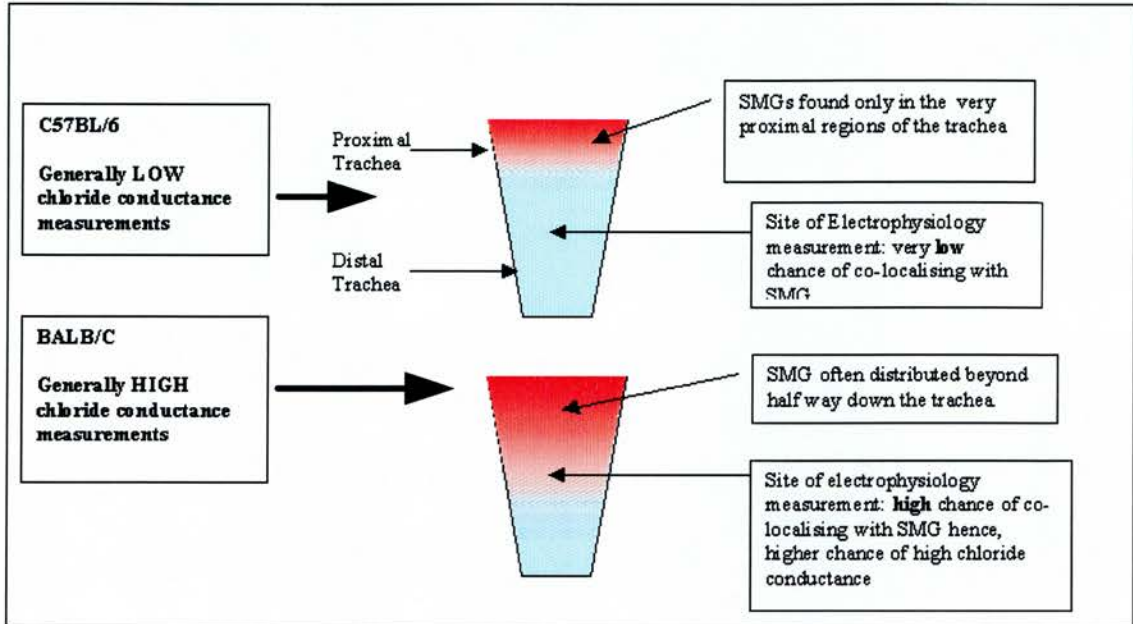 C57BL/6
Generally LOW
chloride conductance
measurements
Proximal
Trachea
Distal
Trachea
SMGs found only in the very
proximal regions of the trachea
Site of Electrophysiology
measurement: very low
chance of co-localising with
SMG
BALB/C
Generally HIGH
chloride conductance
measurements
SMG often distributed beyond
half way down the trachea
Site of electrophysiology
measurement: high chance of co-
localising with SMG hence,
higher chance of high chloride
conductance